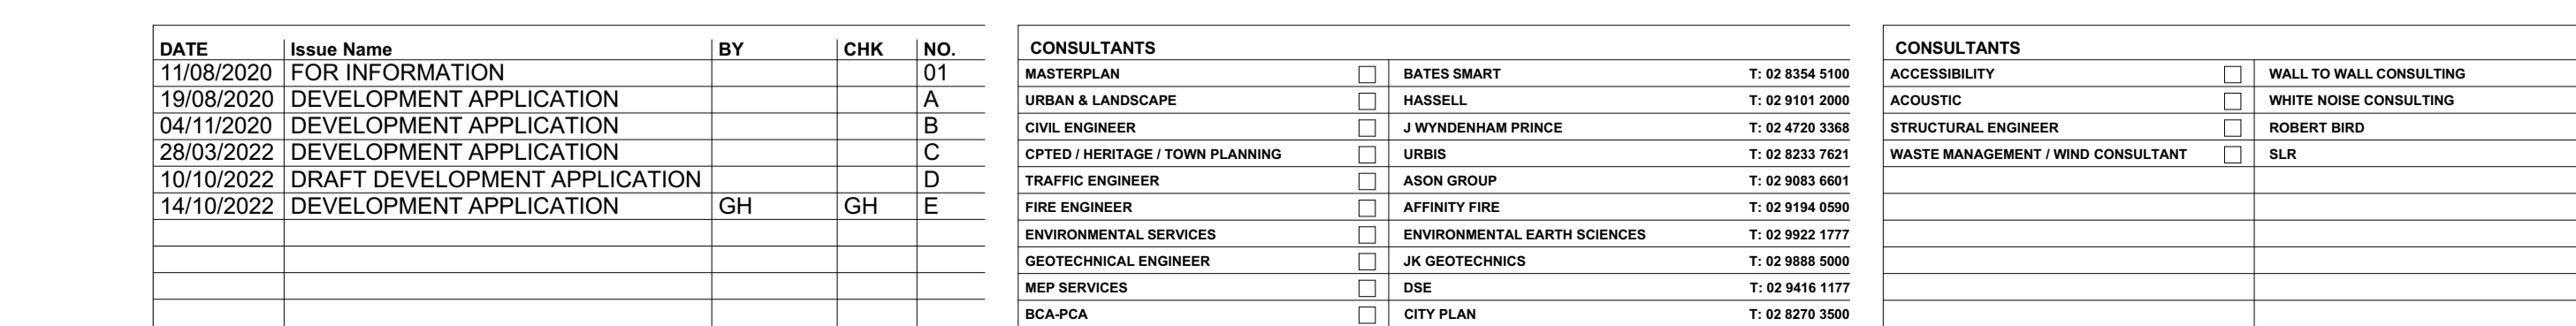 DATE Issue Name BY CHK NO.
11/08/2020 FOR INFORMATION 01
19/08/2020 DEVELOPMENT APPLICATION A
04/11/2020 DEVELOPMENT APPLICATION B
28/03/2022 DEVELOPMENT APPLICATION C
10/10/2022 DRAFT DEVELOPMENT APPLICATION D
14/10/2022 DEVELOPMENT APPLICATION GH GH E
CONSULTANTS
MASTERPLAN BATES SMART T: 02 8354 5100
URBAN & LANDSCAPE HASSELL T: 02 9101 2000
CIVIL ENGINEER J WYNDENHAM PRINCE T: 02 4720 3368
CPTED / HERITAGE / TOWN PLANNING URBIS T: 02 8233 7621
TRAFFIC ENGINEER ASON GROUP T: 02 9083 6601
FIRE ENGINEER AFFINITY FIRE T: 02 9194 0590
ENVIRONMENTAL SERVICES ENVIRONMENTAL EARTH SCIENCES T: 02 9922 1777
GEOTECHNICAL ENGINEER JK GEOTECHNICS T: 02 9888 5000
MEP SERVICES DSE T: 02 9416 1177
BCA-PCA CITY PLAN T: 02 8270 3500
CONSULTANTS
ACCESSIBILITY WALL TO WALL CONSULTING
ACOUSTIC WHITE NOISE CONSULTING
STRUCTURAL ENGINEER ROBERT BIRD
WASTE MANAGEMENT / WIND CONSULTANT SLR